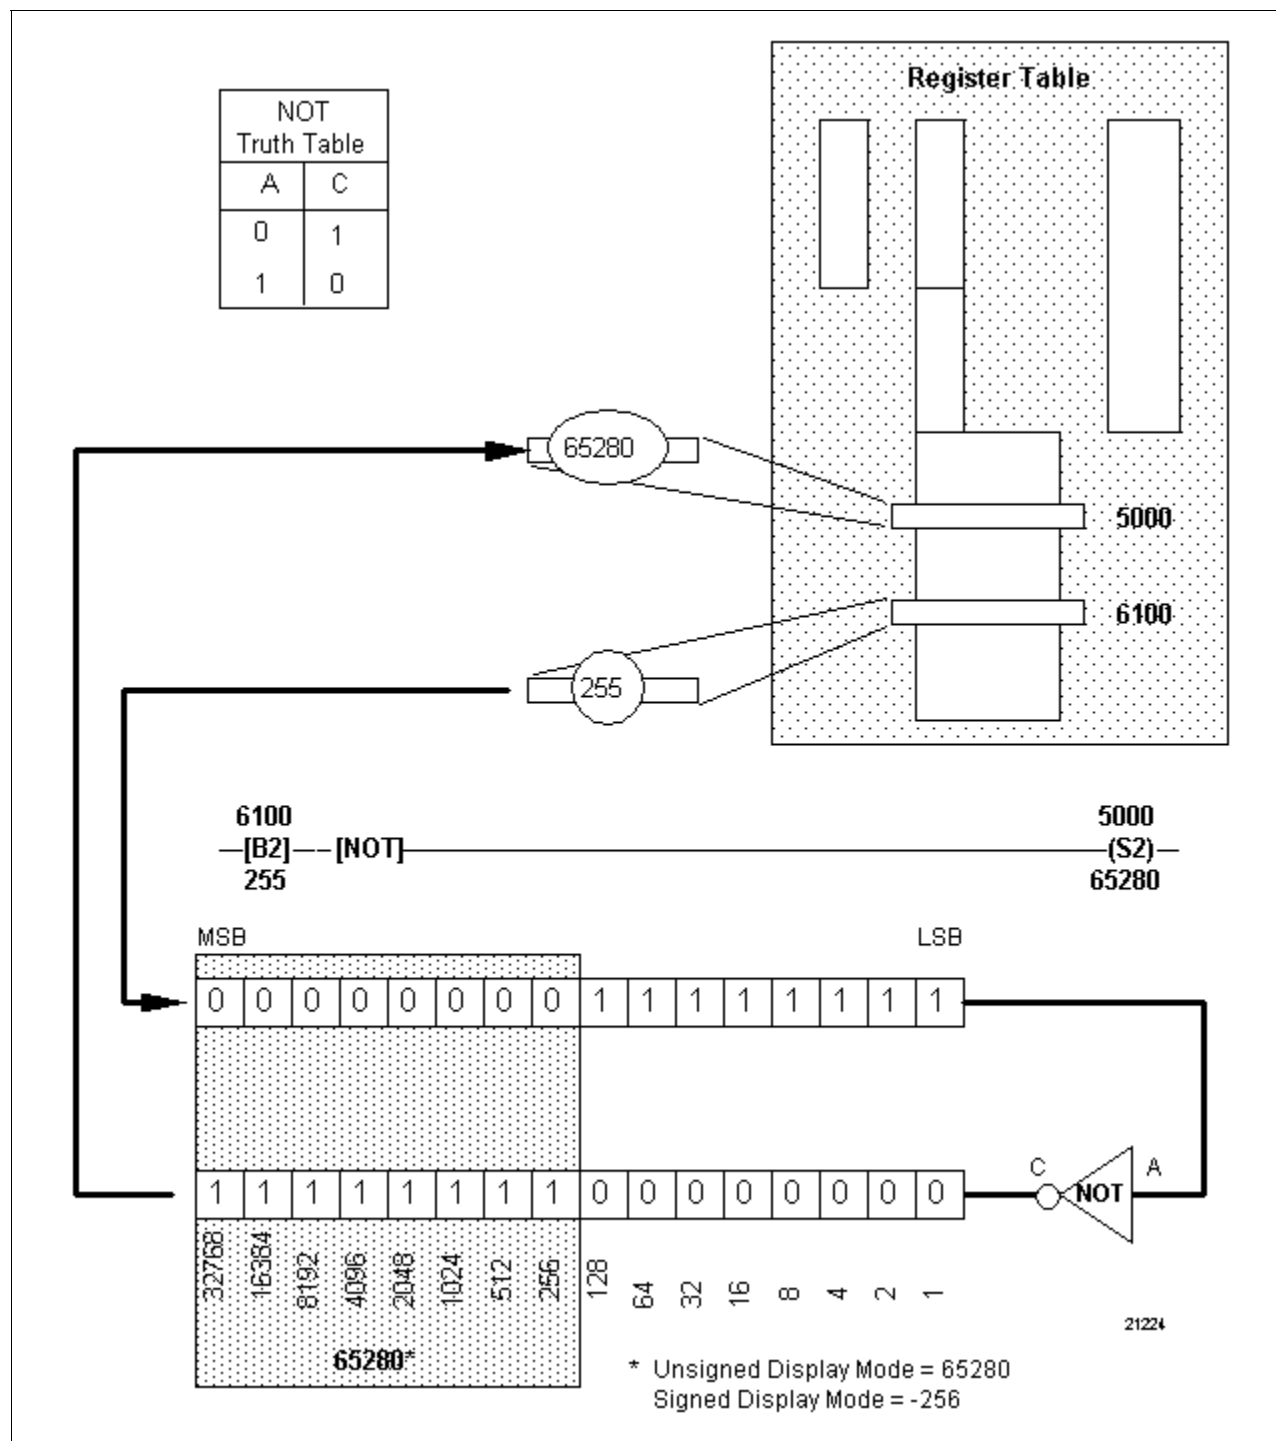 Register Table
NOT
Truth Table
A C
0 1
1 0
65280
5000
6100
255
6100 5000
[B2] [NOT] (S2)
255 65280
MSB LSB
0 0 0 0 0 0 0 0 1 1 1 1 1 1 1 1
C A
NOT
1 1 1 1 1 1 1 1 0 0 0 0 0 0 0 0
32768 16384 8192 4096 2048 1024 512 256 128 64 32 16 8 4 2 1
21224
65280*
* Unsigned Display Mode = 65280
Signed Display Mode = -256